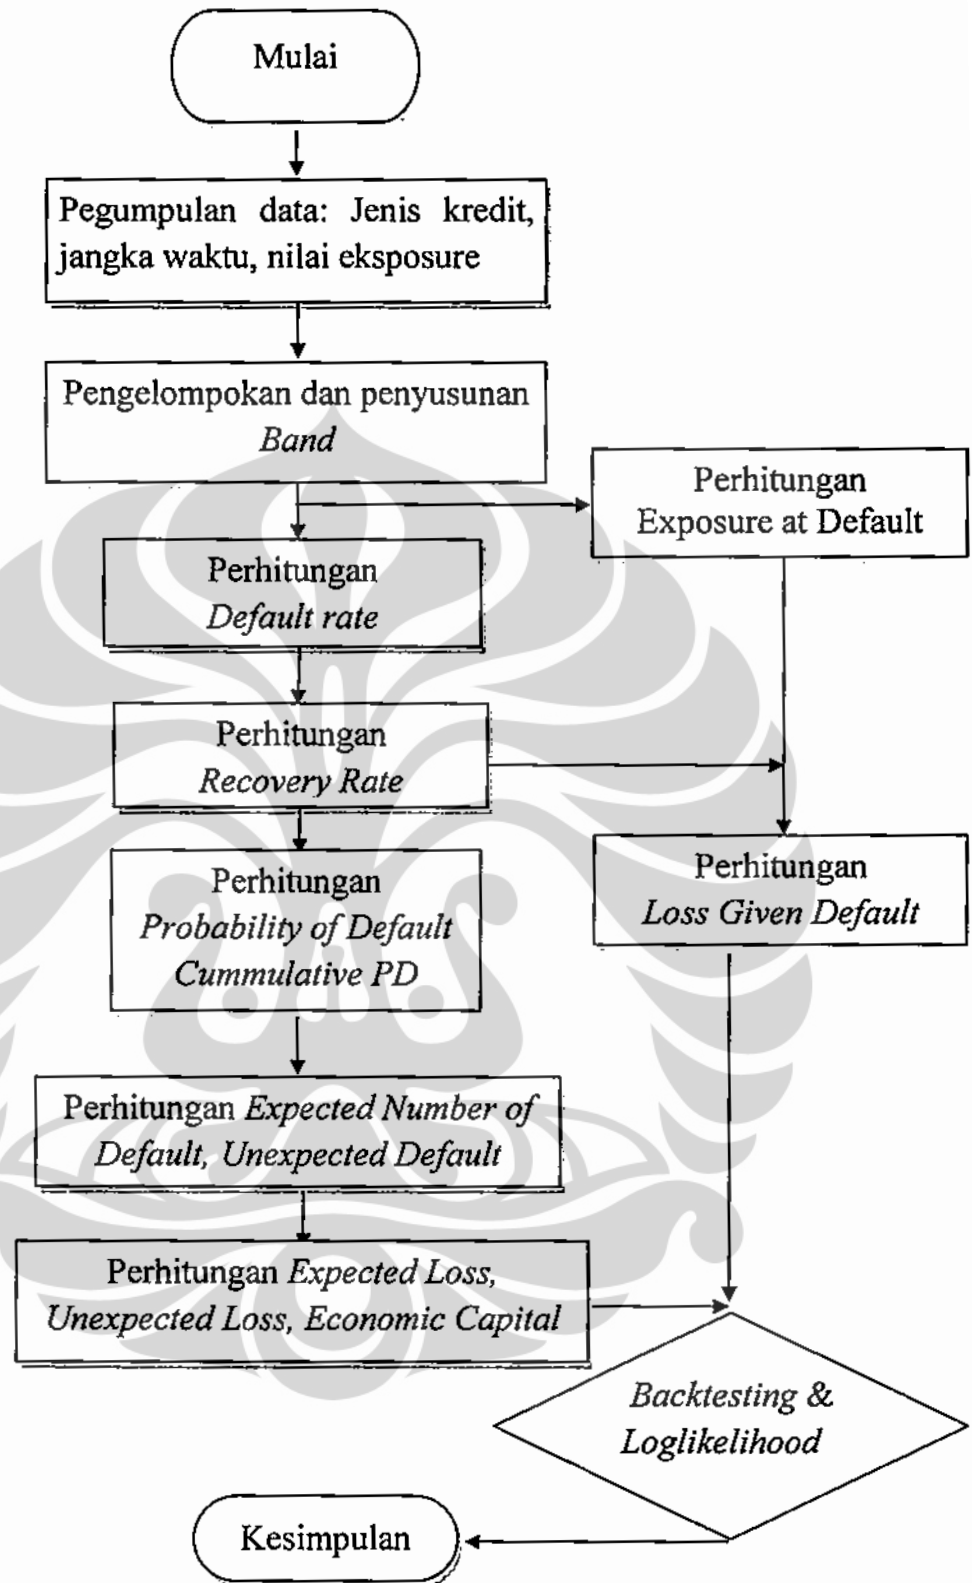 Mulai
Pegumpulan data: Jenis kredit,
jangka waktu, nilai eksposure
Pengelompokan dan penyusunan
Band
Perhitungan
Exposure at Default
Perhitungan
Default rate
Perhitungan
Recovery Rate
Perhitungan
Probability of Default
Cummulative PD
Perhitungan
Loss Given Default
Perhitungan Expected Number of
Default, Unexpected Default
Perhitungan Expected Loss,
Unexpected Loss, Economic Capital
Backtesting &
Loglikelihood
Kesimpulan